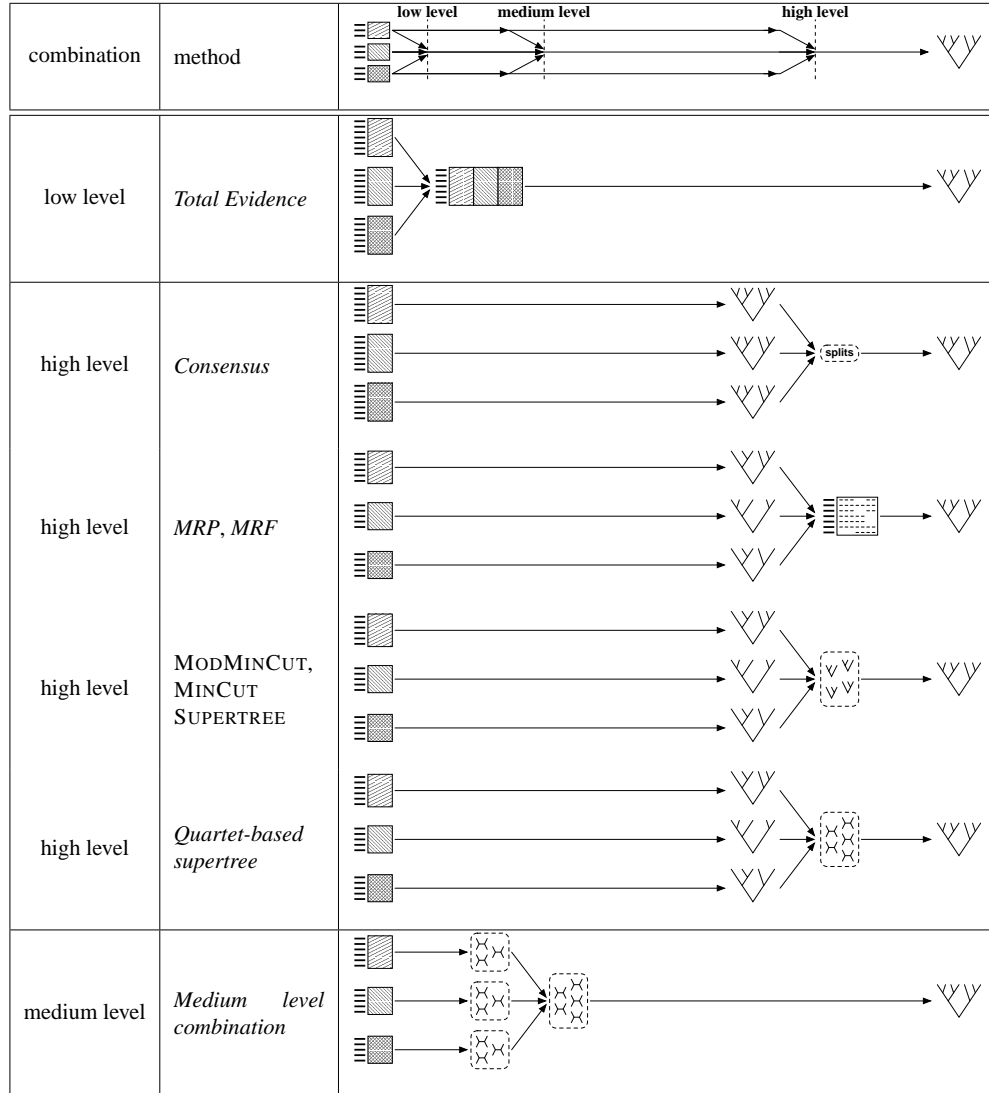 low level medium level high level
combination method
low level Total Evidence
high level Consensus splits
high level MRP, MRF
high level MODMINCUT,
MINCUT
SUPERTREE
high level Quartet-based
supertree
medium level Medium level
combination